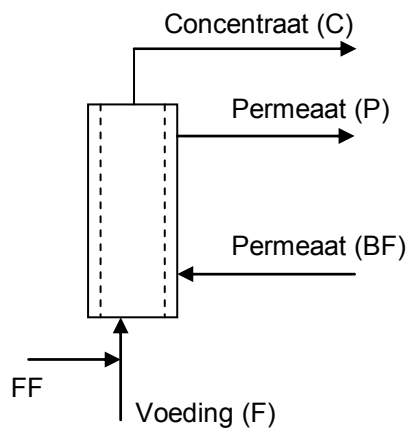 Concentraat (C)
Permeaat (P)
Permeaat (BF)
FF
Voeding (F)